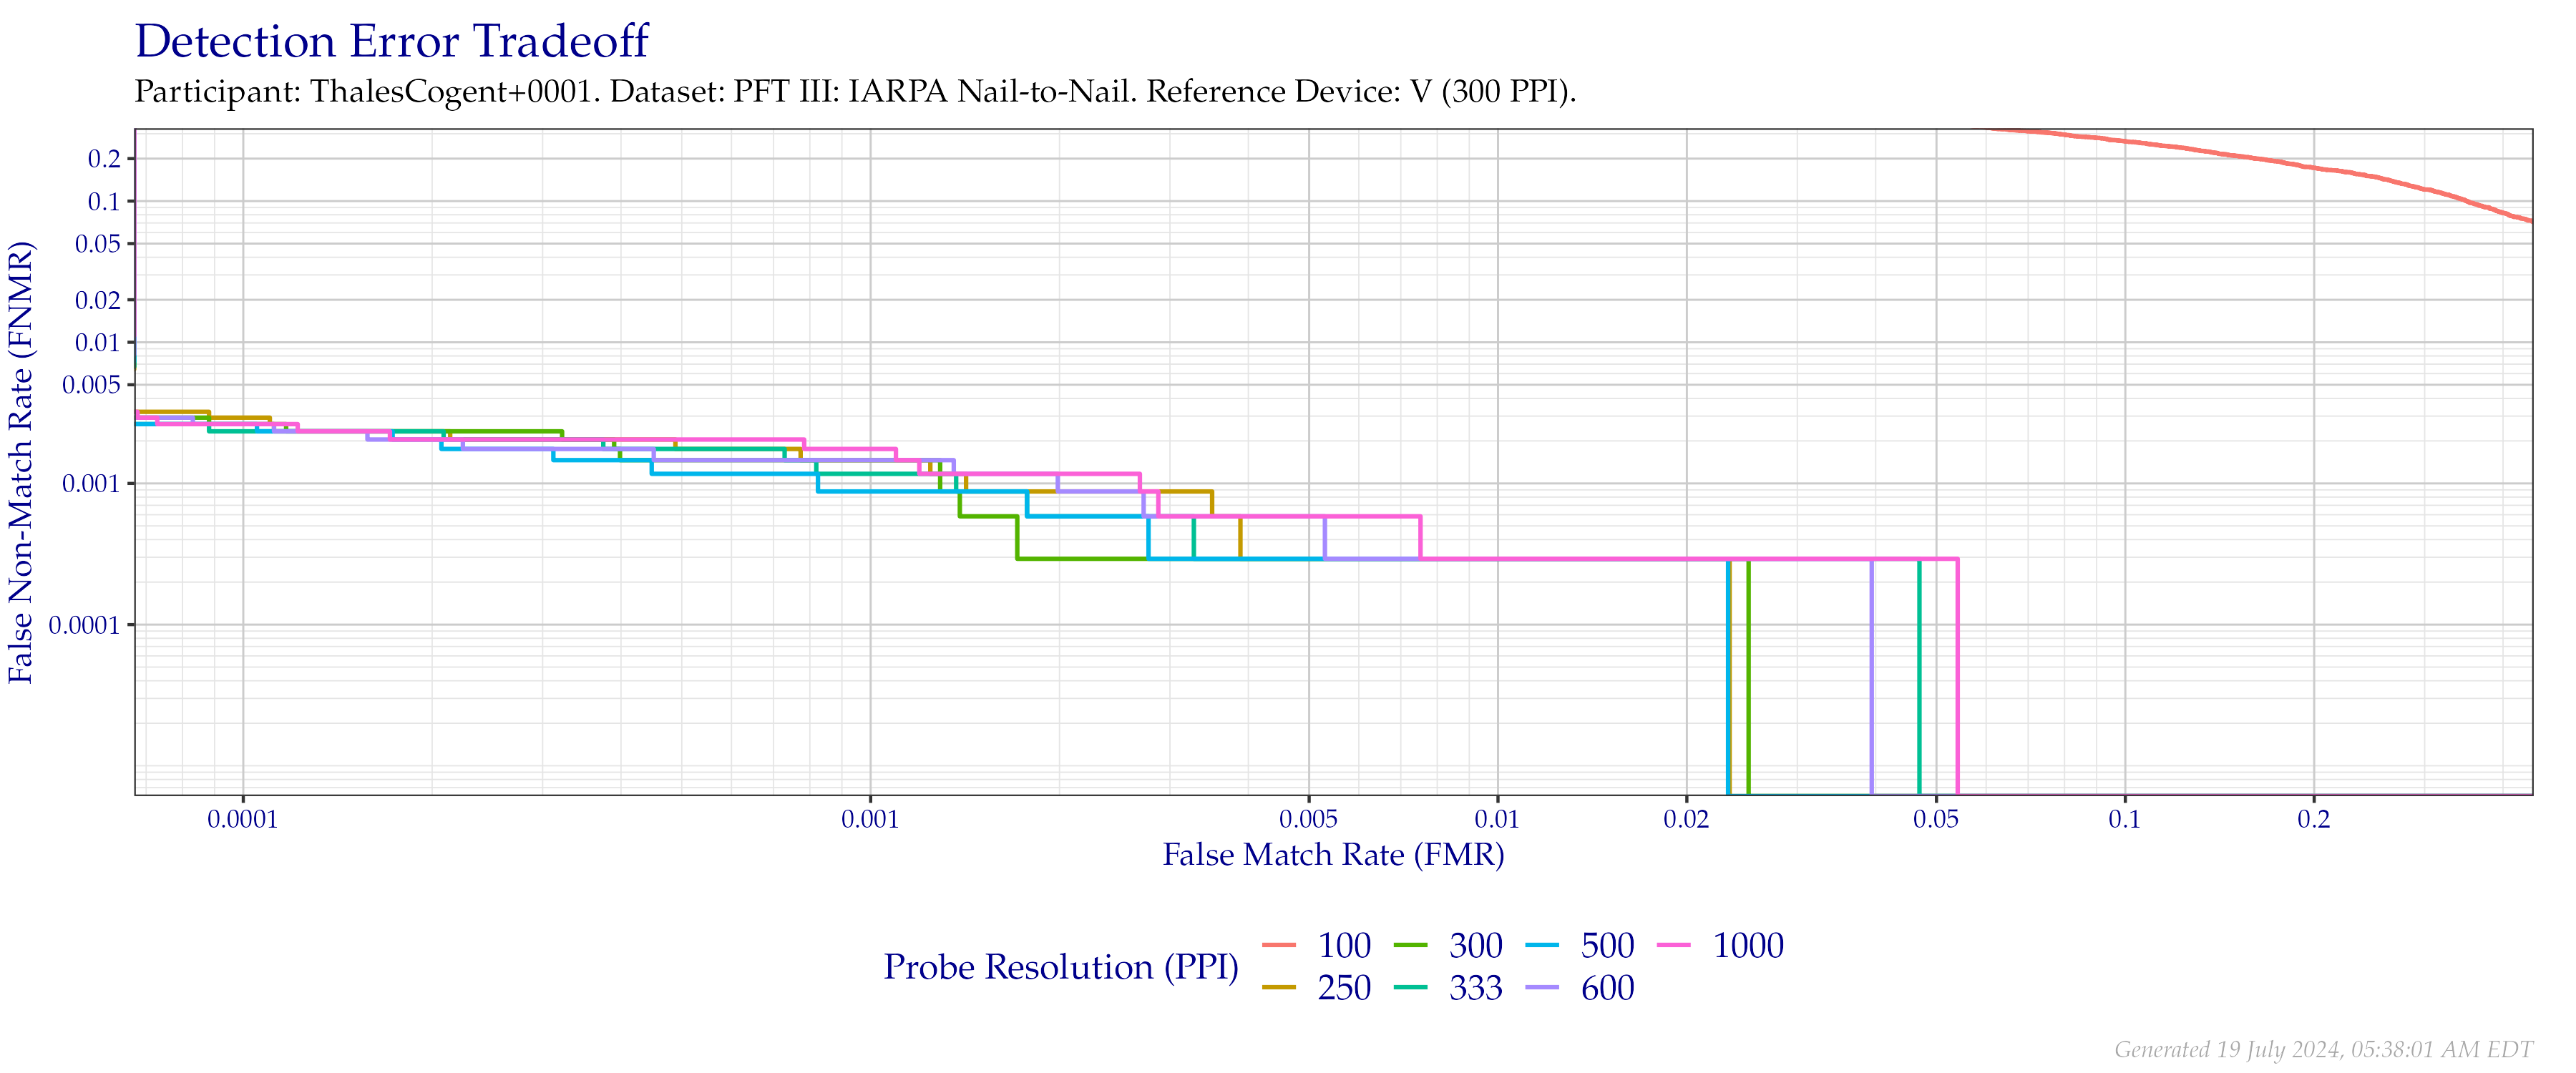 Detection Error Tradeoff
Participant: ThalesCogent+0001. Dataset: PFT III: IARPA Nail-to-Nail. Reference Device: V (300 PPI).
False Non-Match Rate (FNMR)
0.2
0.1
0.05
0.02
0.01
0.005
0.001
0.0001
0.0001 0.001 0.005 0.01 0.02 0.05 0.1 0.2
False Match Rate (FMR)
Probe Resolution (PPI)
100 300 500 1000
250 333 600
Generated 19 July 2024, 05:38:01 AM EDT